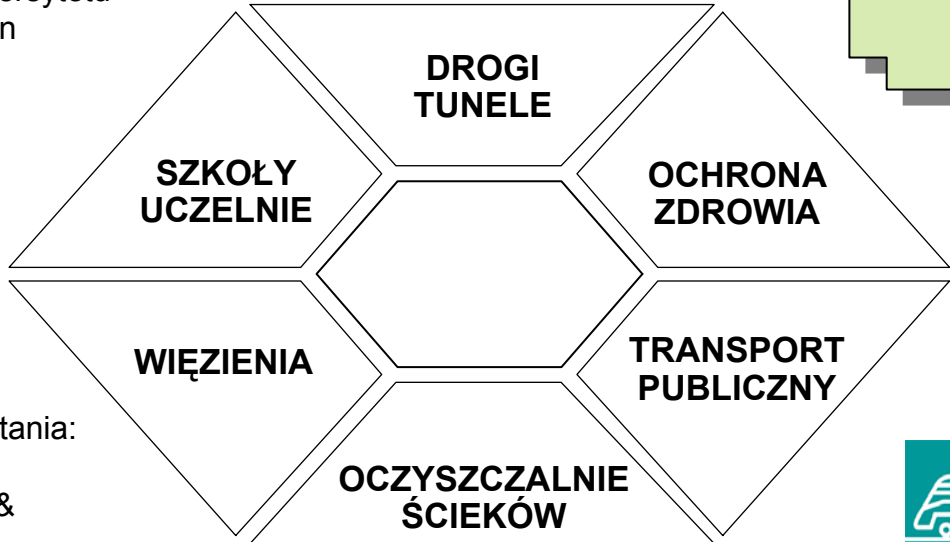 DROGI
TUNELE
SZKOŁY
UCZELNIE
OCHRONA
ZDROWIA
WIĘZIENIA
TRANSPORT
PUBLICZNY
OCZYSZCZALNIE
ŚCIEKÓW
&